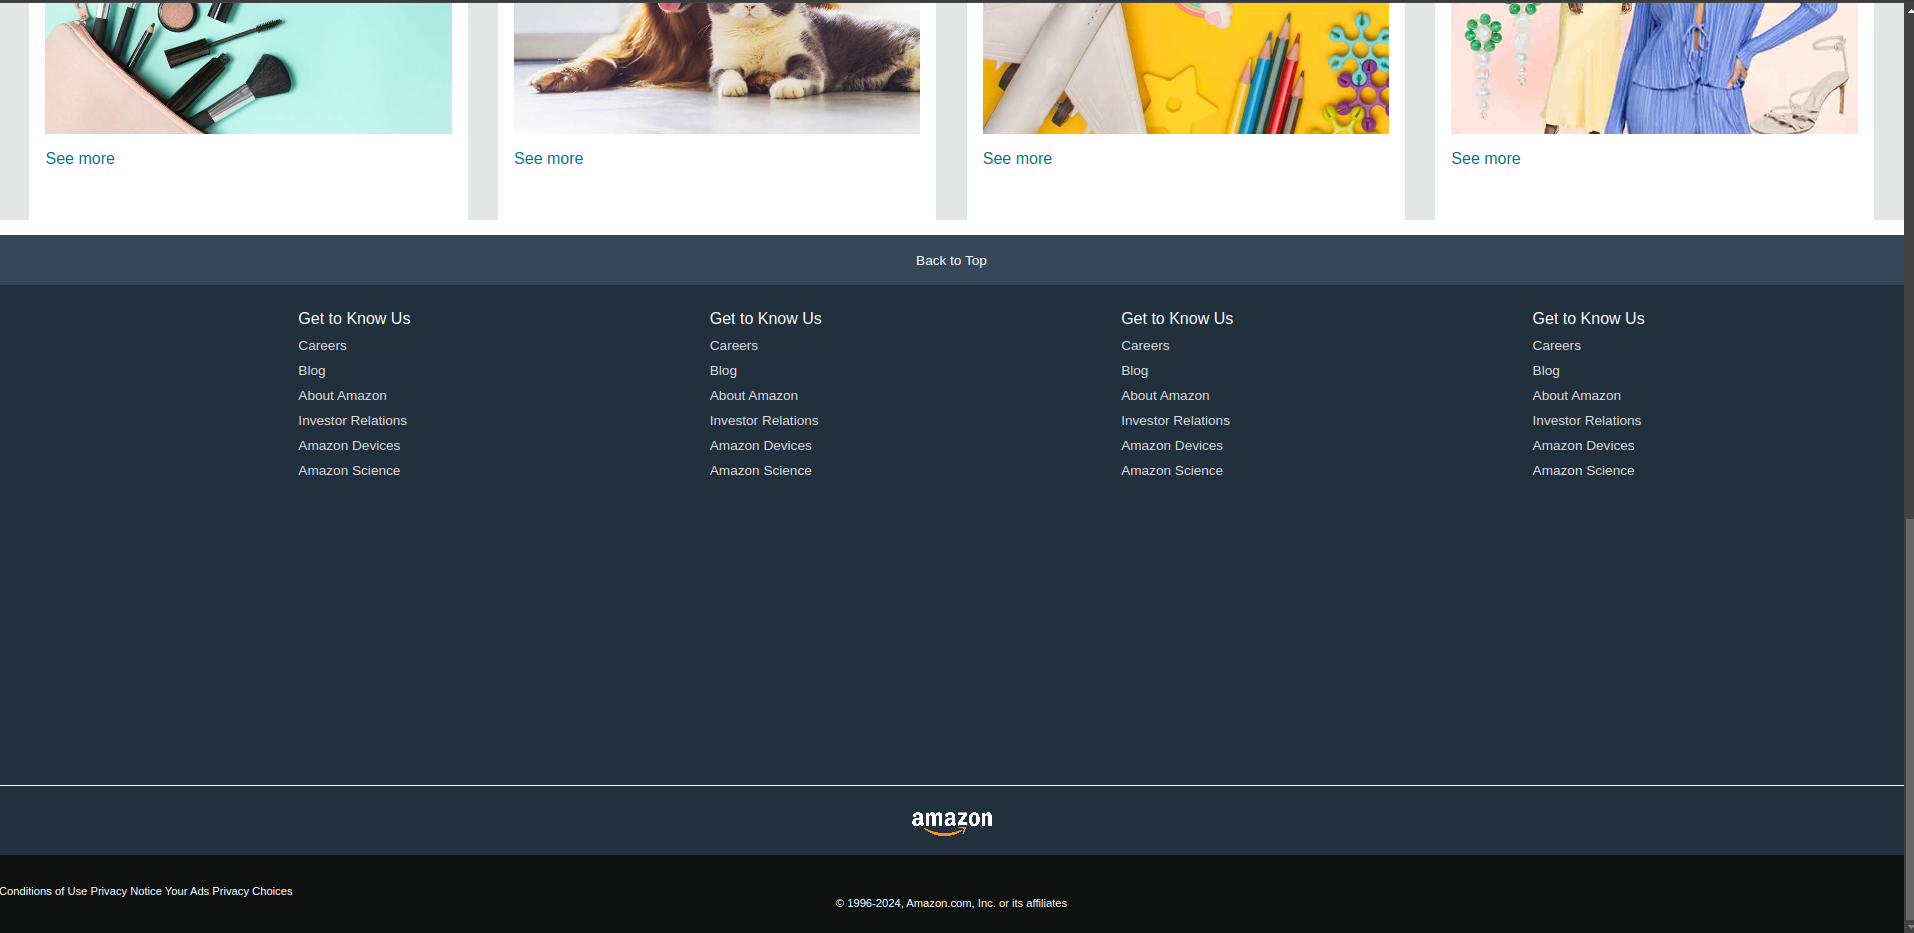 See more
See more
See more
See more
Back to Top
Get to Know Us
Careers
Blog
About Amazon
Investor Relations
Amazon Devices
Amazon Science
Get to Know Us
Careers
Blog
About Amazon
Investor Relations
Amazon Devices
Amazon Science
Get to Know Us
Careers
Blog
About Amazon
Investor Relations
Amazon Devices
Amazon Science
Get to Know Us
Careers
Blog
About Amazon
Investor Relations
Amazon Devices
Amazon Science
amazon
Conditions of Use Privacy Notice Your Ads Privacy Choices
© 1996-2024, Amazon.com, Inc. or its affiliates